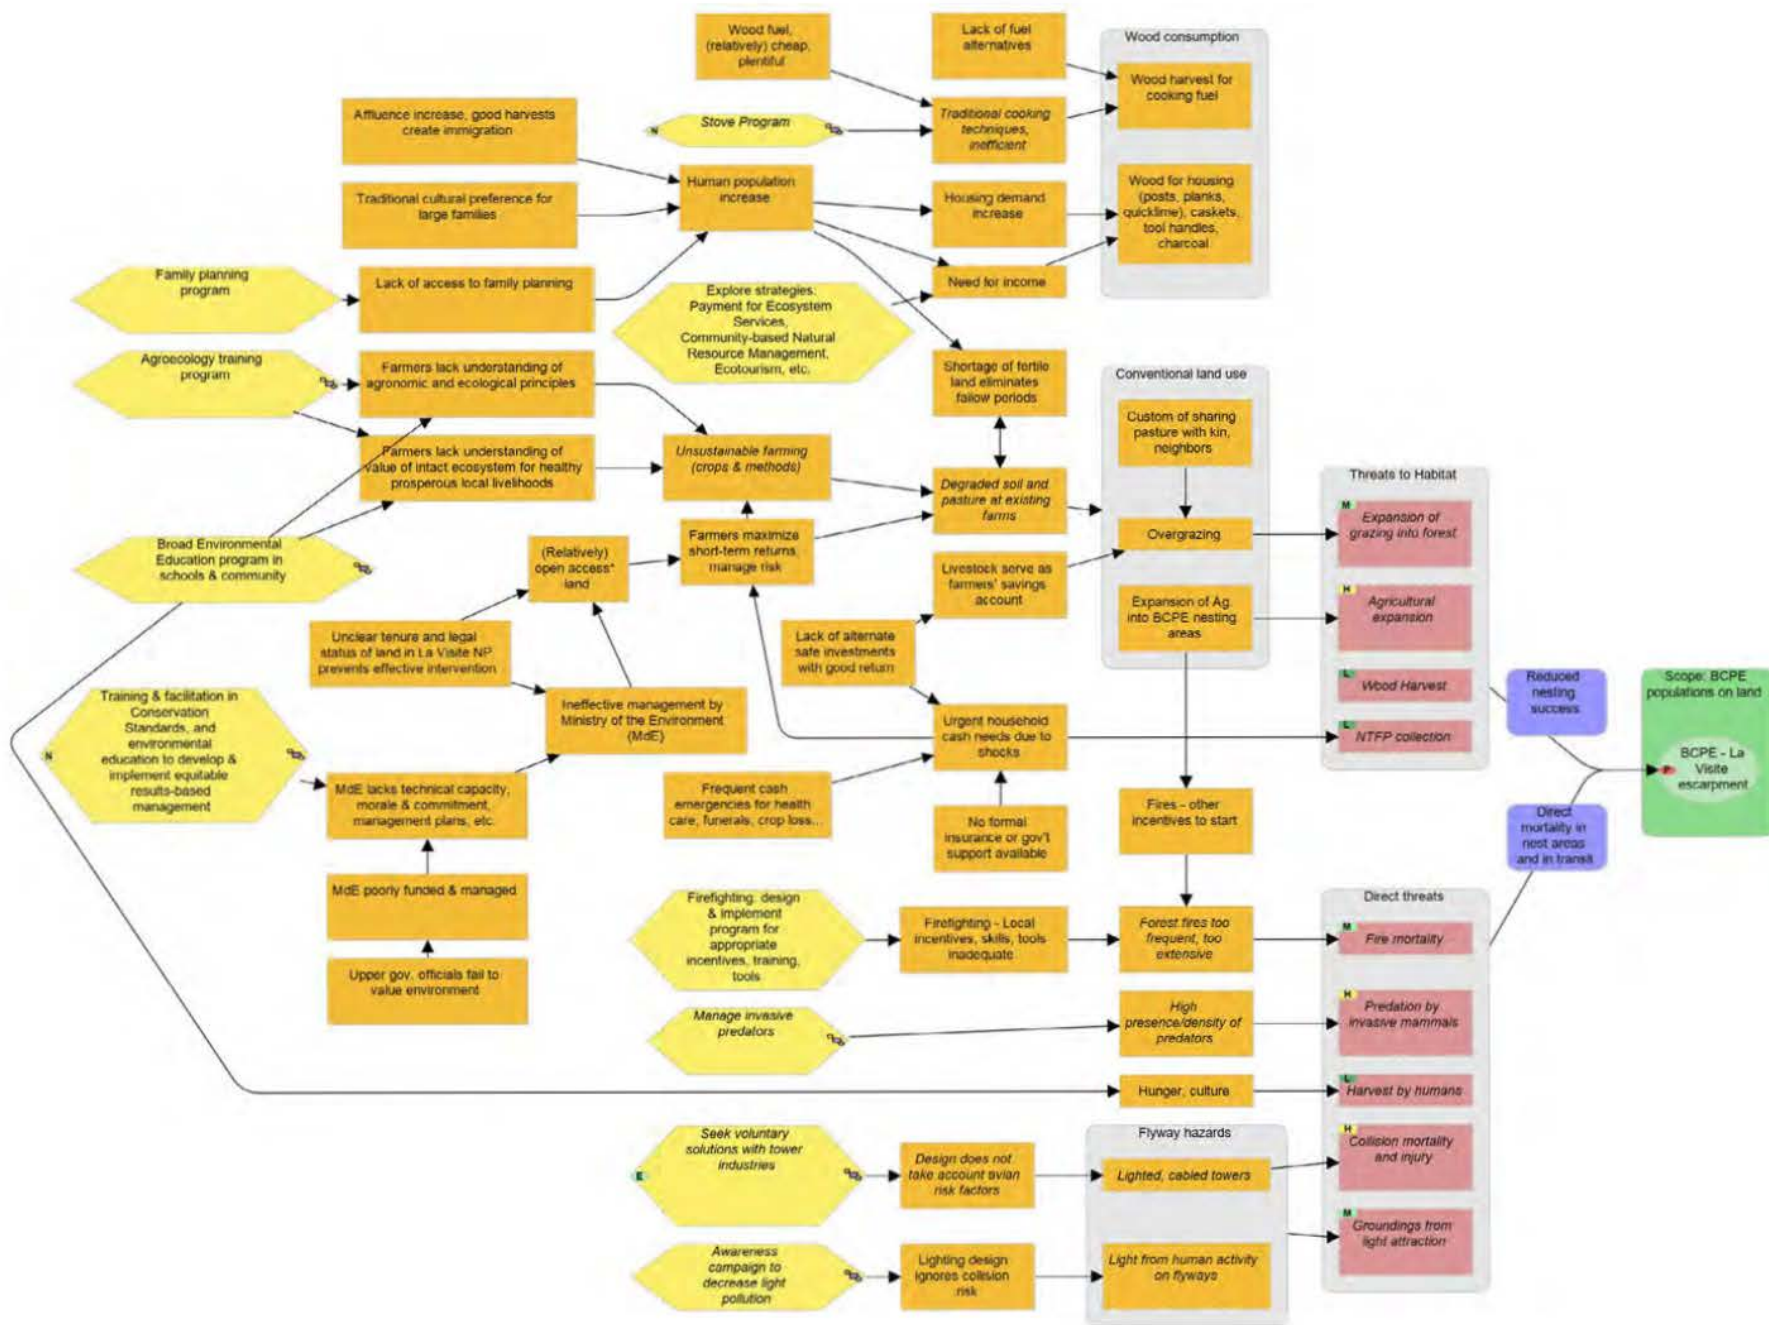 Wood fuel,
(relatively) cheap,
plentiful
Lack of fuel
alternatives
Wood consumption
Wood harvest for
cooking fuel
Affluence increase, good harvests
create immigration
N
Stove Program
Traditional cooking
techniques,
inefficient
Traditional cultural preference for
large families
Human population
increase
Housing demand
increase
Wood for housing
(posts, planks,
quicklime), caskets,
tool handles,
charcoal
Family planning
program
Lack of access to family planning
Explore strategies:
Payment for Ecosystem
Services,
Community-based Natural
Resource Management,
Ecotourism, etc.
Need for income
Agroecology training
program
Farmers lack understanding of
agronomic and ecological principles
Shortage of fertile
land eliminates
fallow periods
Conventional land use
Custom of sharing
pasture with kin,
neighbors
Farmers lack understanding of
value of intact ecosystem for healthy
prosperous local livelihoods
Unsustainable farming
(crops & methods)
Degraded soil and
pasture at existing
farms
Threats to Habitat
M
Expansion of
grazing into forest
Broad Environmental
Education program in
schools & community
(Relatively)
open access*
land
Farmers maximize
short-term returns,
manage risk
Overgrazing
Livestock serve as
farmers' savings
account
Expansion of Ag.
into BCPE nesting
areas
H
Agricultural
expansion
Unclear tenure and legal
status of land in La Visite NP
prevents effective intervention
Lack of alternate
safe investments
with good return
L
Wood Harvest
Reduced
nesting
success
Scope: BCPE
populations on land
Training & facilitation in
Conservation
Standards, and
environmental
education to develop &
implement equitable
results-based
management
N
Ineffective management by
Ministry of the Environment
(MdE)
Urgent household
cash needs due to
shocks
L
NTFP collection
BCPE - La
Visite
escarpment
MdE lacks technical capacity,
morale & commitment,
management plans, etc.
Frequent cash
emergencies for health
care, funerals, crop loss...
No formal
insurance or gov't
support available
Fires - other
incentives to start
Direct
mortality in
nest areas
and in transit
MdE poorly funded & managed
Firefighting: design
& implement
program for
appropriate
incentives, training,
tools
Firefighting - Local
incentives, skills, tools
inadequate
Forest fires too
frequent, too
extensive
Direct threats
M
Fire mortality
Upper gov. officials fail to
value environment
Manage invasive
predators
High
presence/density of
predators
H
Predation by
invasive mammals
Hunger, culture
L
Harvest by humans
Seek voluntary
solutions with tower
industries
E
Design does not
take account avian
risk factors
Flyway hazards
Lighted, cabled towers
H
Collision mortality
and injury
Awareness
campaign to
decrease light
pollution
Lighting design
ignores collision
risk
Light from human activity
on flyways
M
Groundings from
light attraction